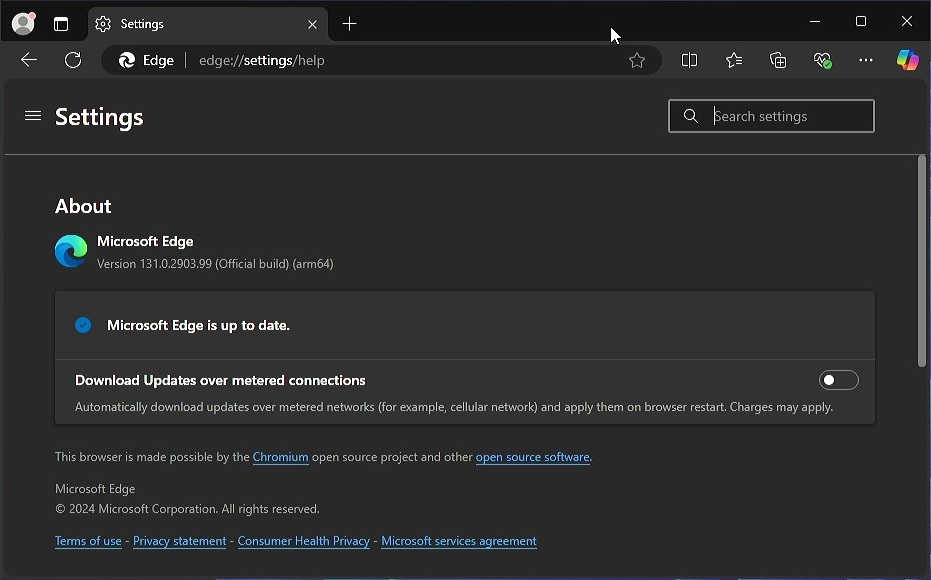 Settings
Edge
edge://settings/help
Settings
Search settings
About
Microsoft Edge
Version 131.0.2903.99 (Official build) (arm64)
Microsoft Edge is up to date.
Download Updates over metered connections
Automatically download updates over metered networks (for example, cellular network) and apply them on browser restart. Charges may apply.
This browser is made possible by the Chromium open source project and other open source software.
Microsoft Edge
© 2024 Microsoft Corporation. All rights reserved.
Terms of use - Privacy statement - Consumer Health Privacy - Microsoft services agreement